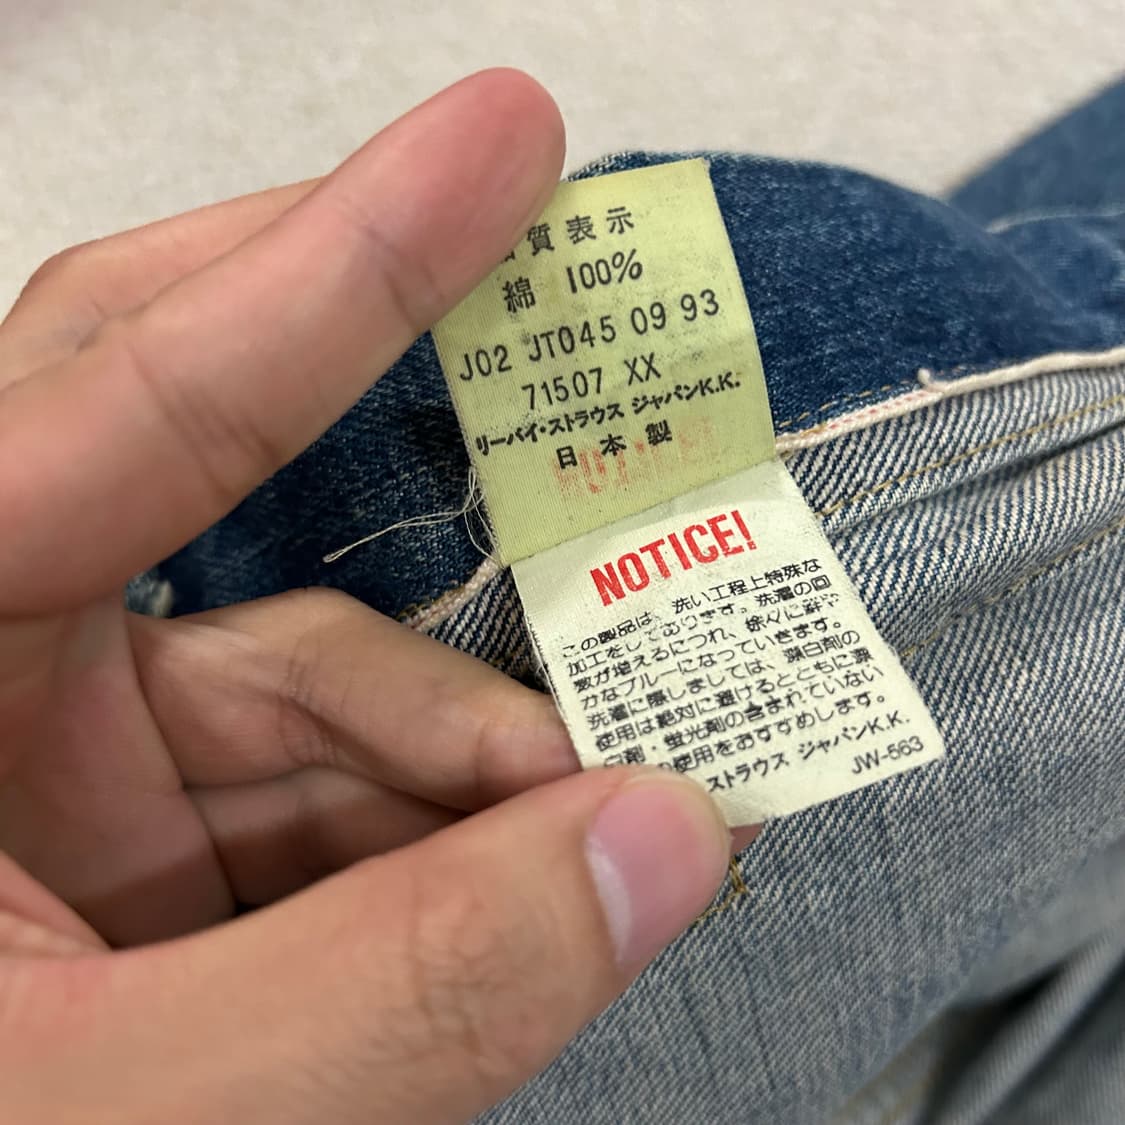 質表示
綿 100%
J02 JT045 09 93
71507 XX
リーバイ・ストラウス ジャパンK.K.
日本製
NOTICE!
この製品は、洗い工程上特殊な
加工をしてあります。洗濯の回
数が増えるにつれ、徐々に鮮や
かなブルーになっていきます。
洗濯に際しましては、漂白剤の
使用は絶対に避けるとともに漂
白剤・蛍光剤の含まれていない
の使用をおすすめします。
ストラウス ジャパンK.K.
JW-563